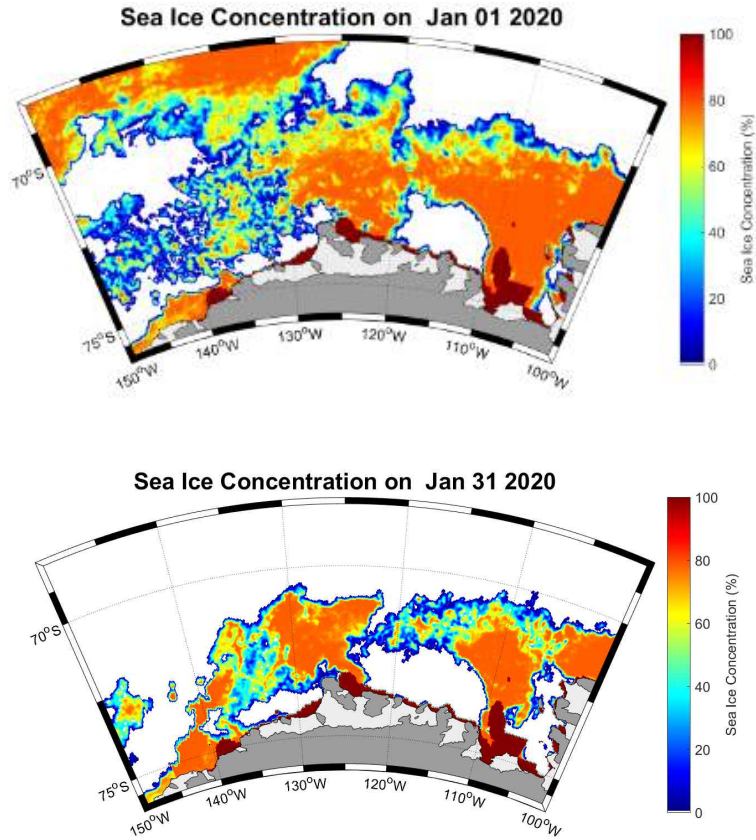 Sea Ice Concentration on Jan 01 2020
100
80
60
40
20
0
Sea Ice Concentration (%)
70°S
75°S
150°W
140°W
130°W
120°W
110°W
100°W
Sea Ice Concentration on Jan 31 2020
100
80
60
40
20
0
Sea Ice Concentration (%)
70°S
75°S
150°W
140°W
130°W
120°W
110°W
100°W